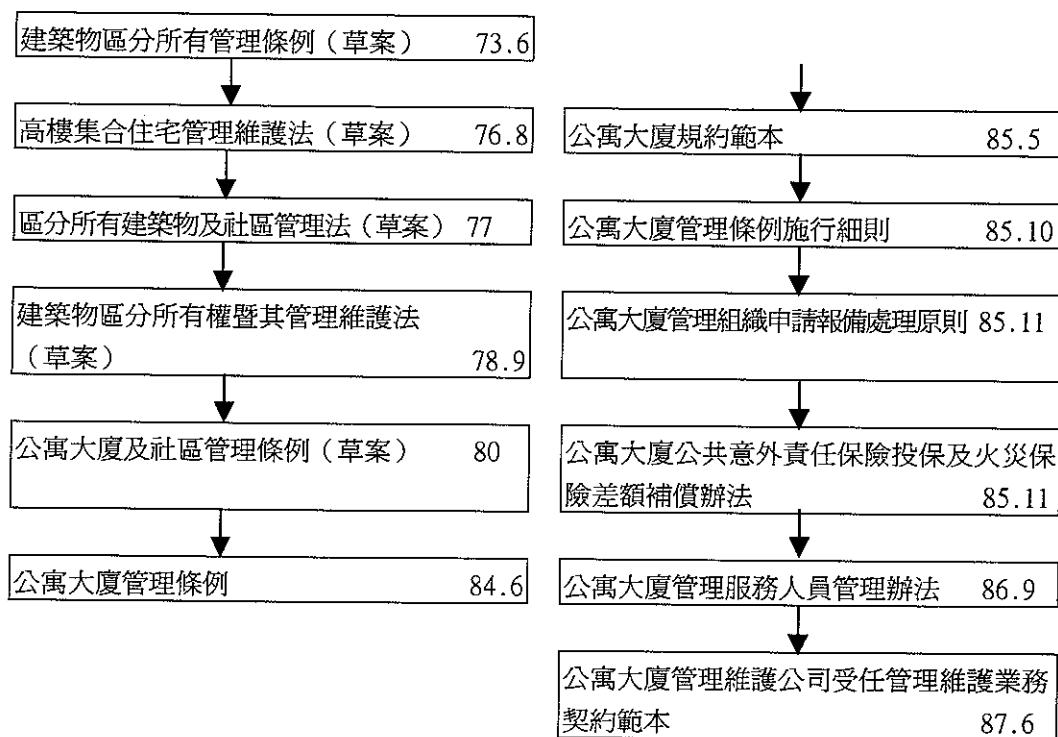 建築物區分所有管理條例（草案） 73.6
高樓集合住宅管理維護法（草案） 76.8
區分所有建築物及社區管理法（草案） 77
建築物區分所有權暨其管理維護法
（草案） 78.9
公寓大廈及社區管理條例（草案） 80
公寓大廈管理條例 84.6
公寓大廈規約範本 85.5
公寓大廈管理條例施行細則 85.10
公寓大廈管理組織申請報備處理原則 85.11
公寓大廈公共意外責任保險投保及火災保
險差額補償辦法 85.11
公寓大廈管理服務人員管理辦法 86.9
公寓大廈管理維護公司受任管理維護業務
契約範本 87.6